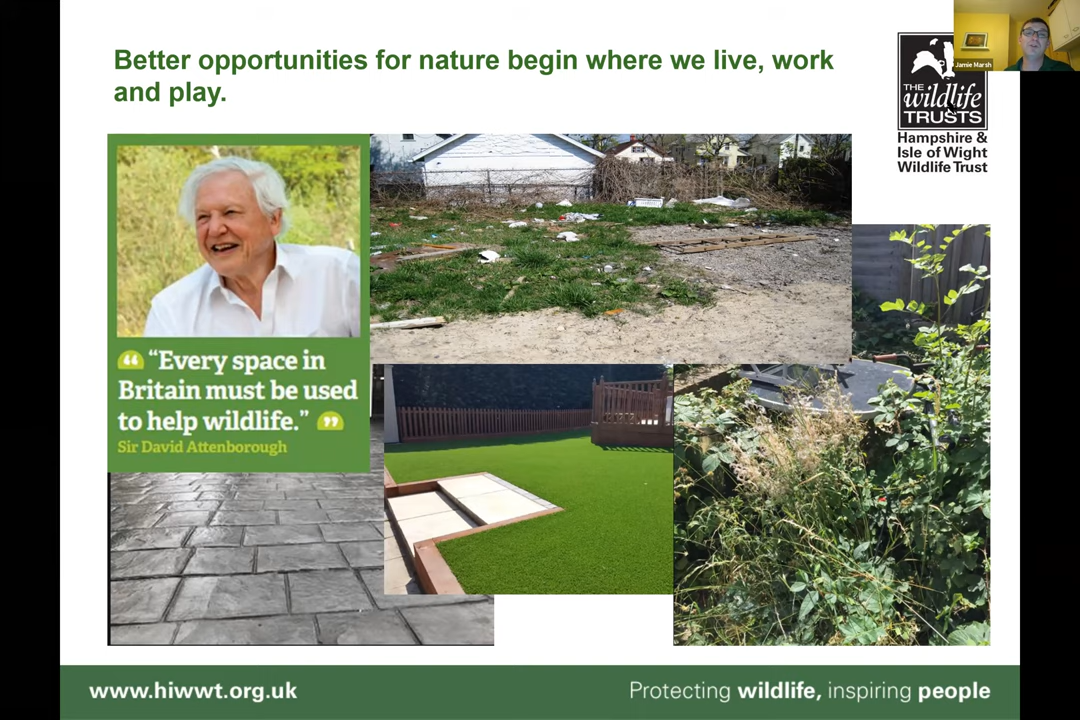 Better opportunities for nature begin where we live, work
and play.
Jamie Marsh
THE
wildlife
TRUSTS
Hampshire &
Isle of Wight
Wildlife Trust
“Every space in
Britain must be used
to help wildlife.”
Sir David Attenborough
www.hiwwt.org.uk
Protecting wildlife, inspiring people